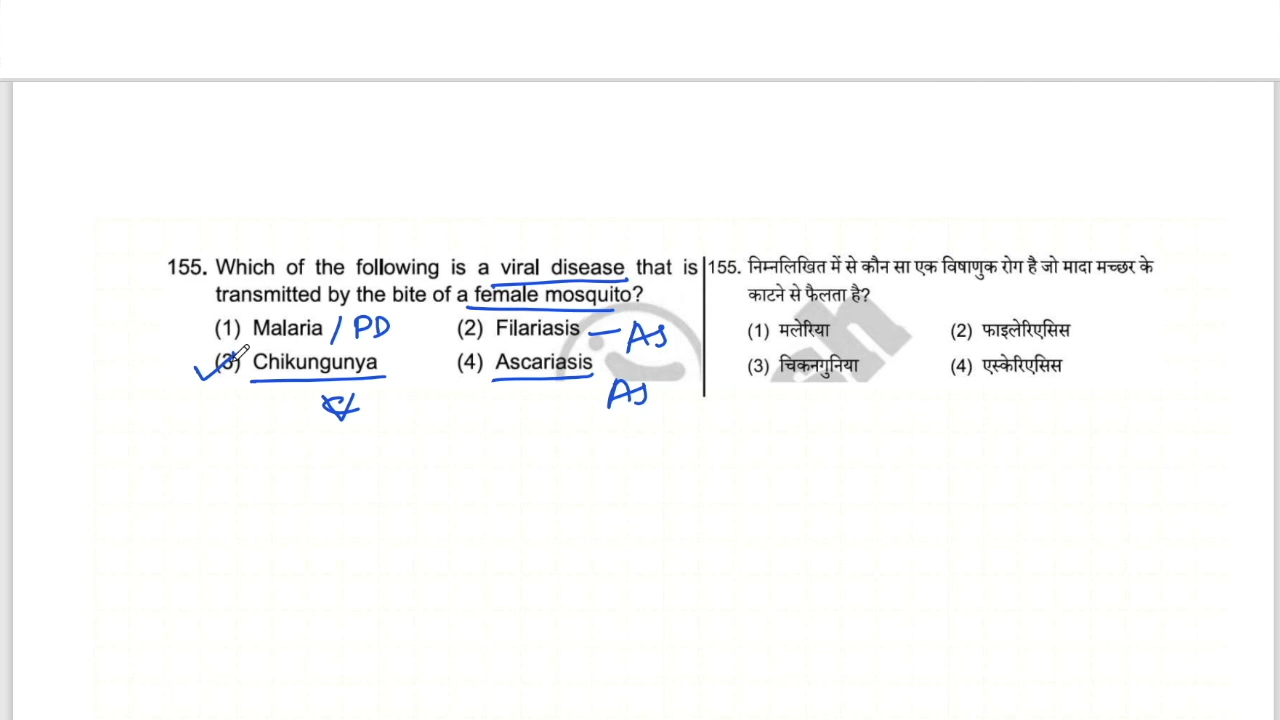 155. Which of the following is a viral disease that is
transmitted by the bite of a female mosquito?
(1) Malaria / PD (2) Filariasis — As
(3) Chikungunya (4) Ascariasis
As
155. निम्नलिखित में से कौन सा एक विषाणुक रोग है जो मादा मच्छर के
काटने से फैलता है?
(1) मलेरिया (2) फाइलेरिएसिस
(3) चिकनगुनिया (4) एस्केरिएसिस